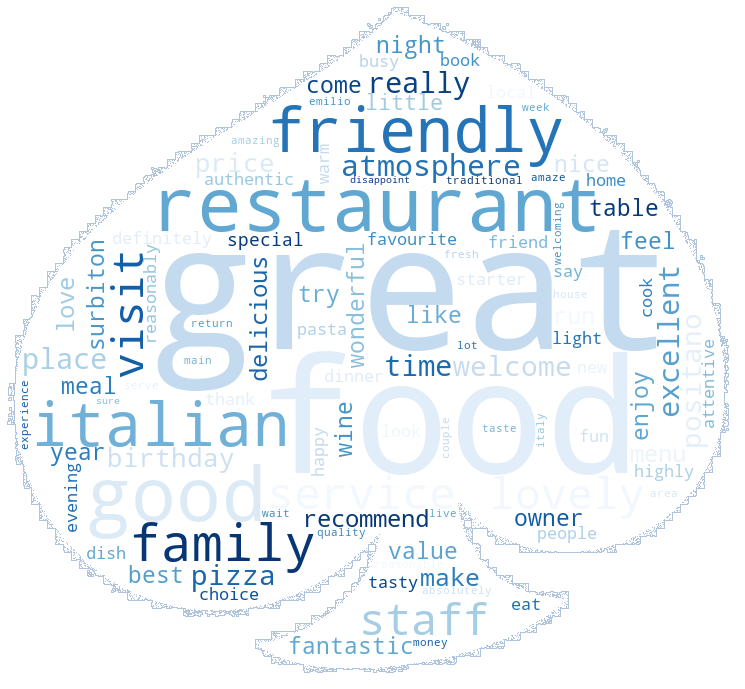 night
busy
book
come
really
local
emilio
little
week
friendly
amazing
price
warm
atmosphere
nice
authentic
disappoint
traditional
amaze
home
restaurant
table
definitely
special
favourite
friend
welcoming
feel
great
fresh
say
love
surbiton
visit
reasonably
delicious
try
wonderful
starter
house
cook
excellent
return
pasta
like
run
light
place
main
lot
time
welcome
new
positano
attentive
meal
serve
dinner
experience
sure
thank
food
enjoy
italian
wine
look
taste
italy
fun
year
birthday
happy
couple
menu
highly
evening
good
service
lovely
area
wait
live
family
recommend
owner
quality
people
dish
value
best
pizza
reasonable
choice
tasty
make
absolutely
staff
eat
fantastic
money